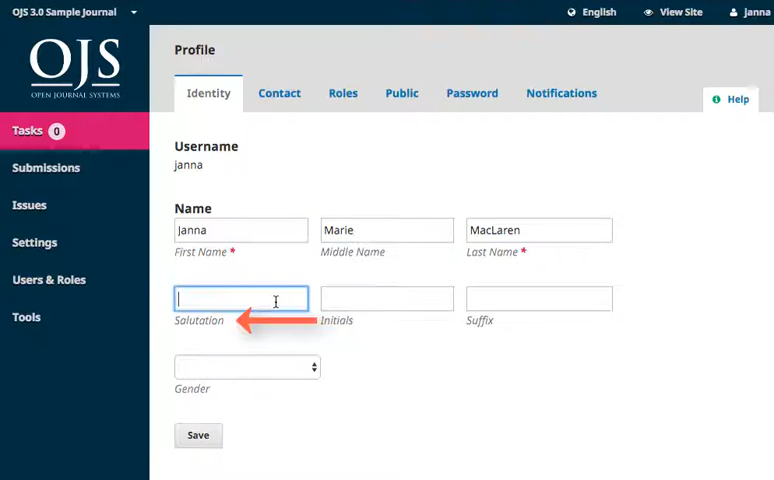 OJS 3.0 Sample Journal
English
View Site
janna
OJS
OPEN JOURNAL SYSTEMS
Tasks 0
Submissions
Issues
Settings
Users & Roles
Tools
Profile
Identity
Contact
Roles
Public
Password
Notifications
Help
Username
janna
Name
Janna
Marie
MacLaren
First Name *
Middle Name
Last Name *
Salutation
Initials
Suffix
Gender
Save